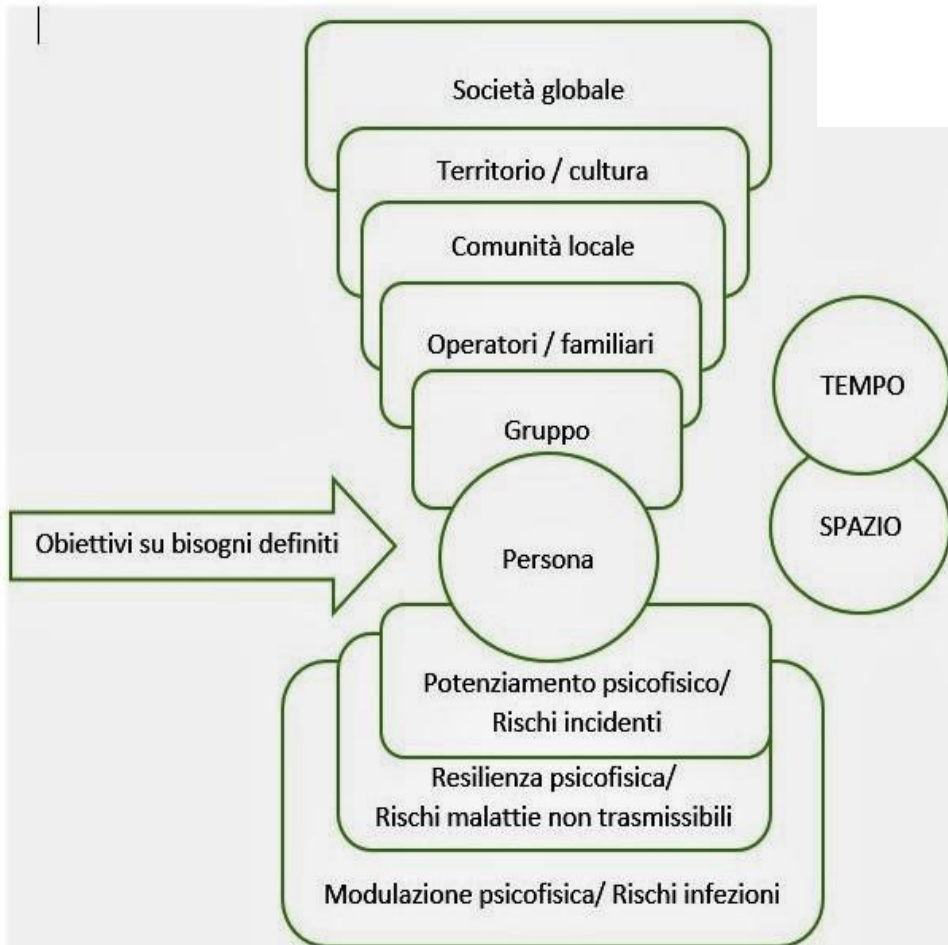 Società globale
Territorio / cultura
Comunità locale
Operatori / familiari
Gruppo
TEMPO
SPAZIO
Obiettivi su bisogni definiti
Persona
Potenziamento psicofisico/
Rischi incidenti
Resilienza psicofisica/
Rischi malattie non trasmissibili
Modulazione psicofisica/ Rischi infezioni